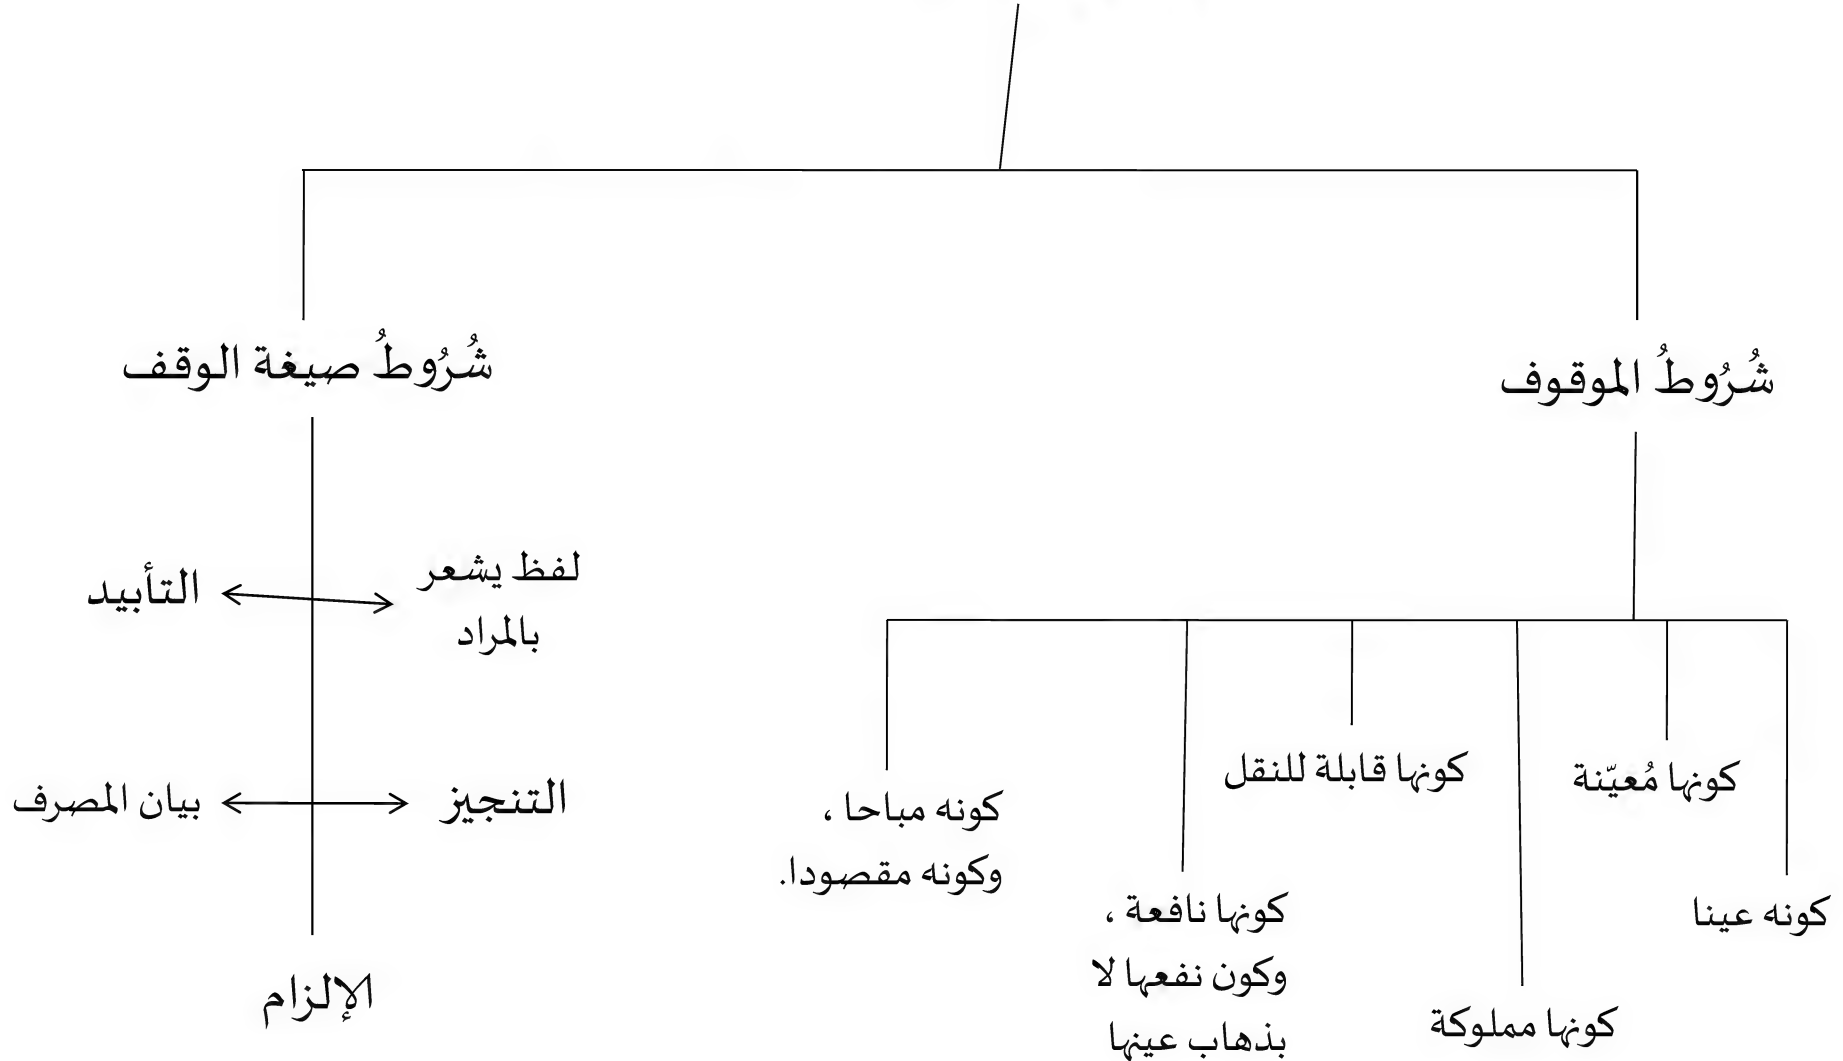 شُرُوطُ الموقوف
كونه عينا
كونها مُعيّنة
كونها مملوكة
كونها قابلة للنقل
كونها نافعة ،
وكون نفعها لا
بذهاب عينها
كونه مباحا ،
وكونه مقصودا.
شُرُوطُ صيغة الوقف
لفظ يشعر
بالمراد
التأبيد
التنجيز
بيان المصرف
الإلزام